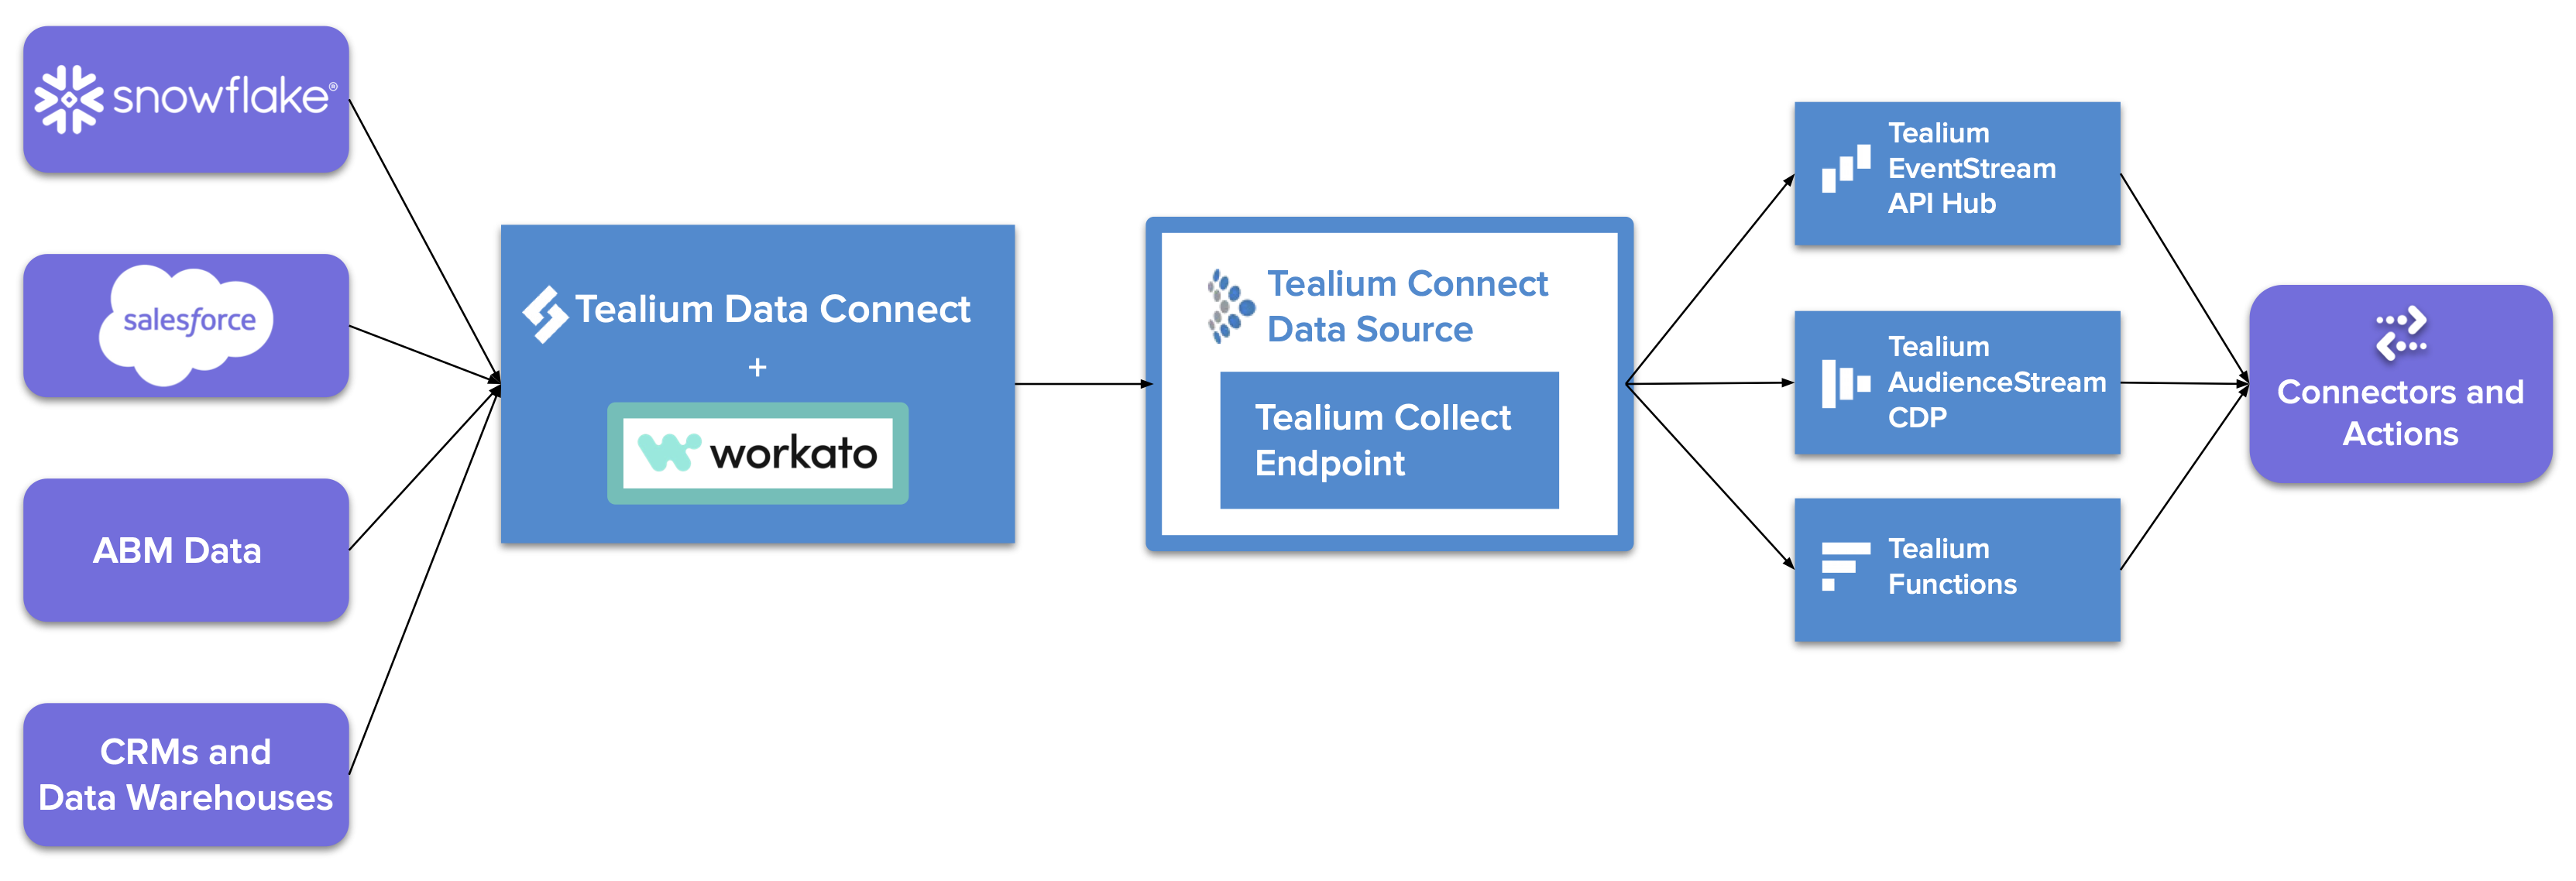 snowflake®
salesforce
ABM Data
CRMs and
Data Warehouses
Tealium Data Connect
+
workato
Tealium Connect
Data Source
Tealium Collect
Endpoint
Tealium
EventStream
API Hub
Tealium
AudienceStream
CDP
Tealium
Functions
Connectors and
Actions